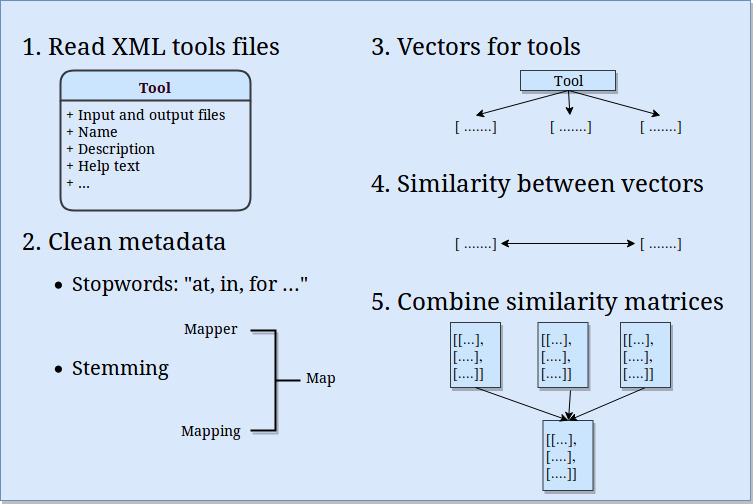 1. Read XML tools files
Tool
+ Input and output files
+ Name
+ Description
+ Help text
+ ...
2. Clean metadata
• Stopwords: "at, in, for ..."
• Stemming
Mapper
Map
Mapping
3. Vectors for tools
Tool
[ .......] [ .......] [ .......]
4. Similarity between vectors
[ .......] [ .......]
5. Combine similarity matrices
[[...], [[...], [[...],
[....], [....], [....],
[....]] [....]] [....]]
[[...],
[....],
[....]]